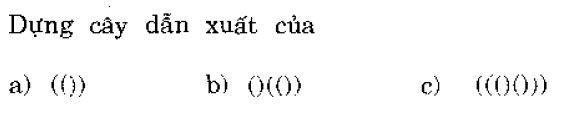 Dựng cây dẫn xuất của
a) (()) b) ()(()) c) ((()()))